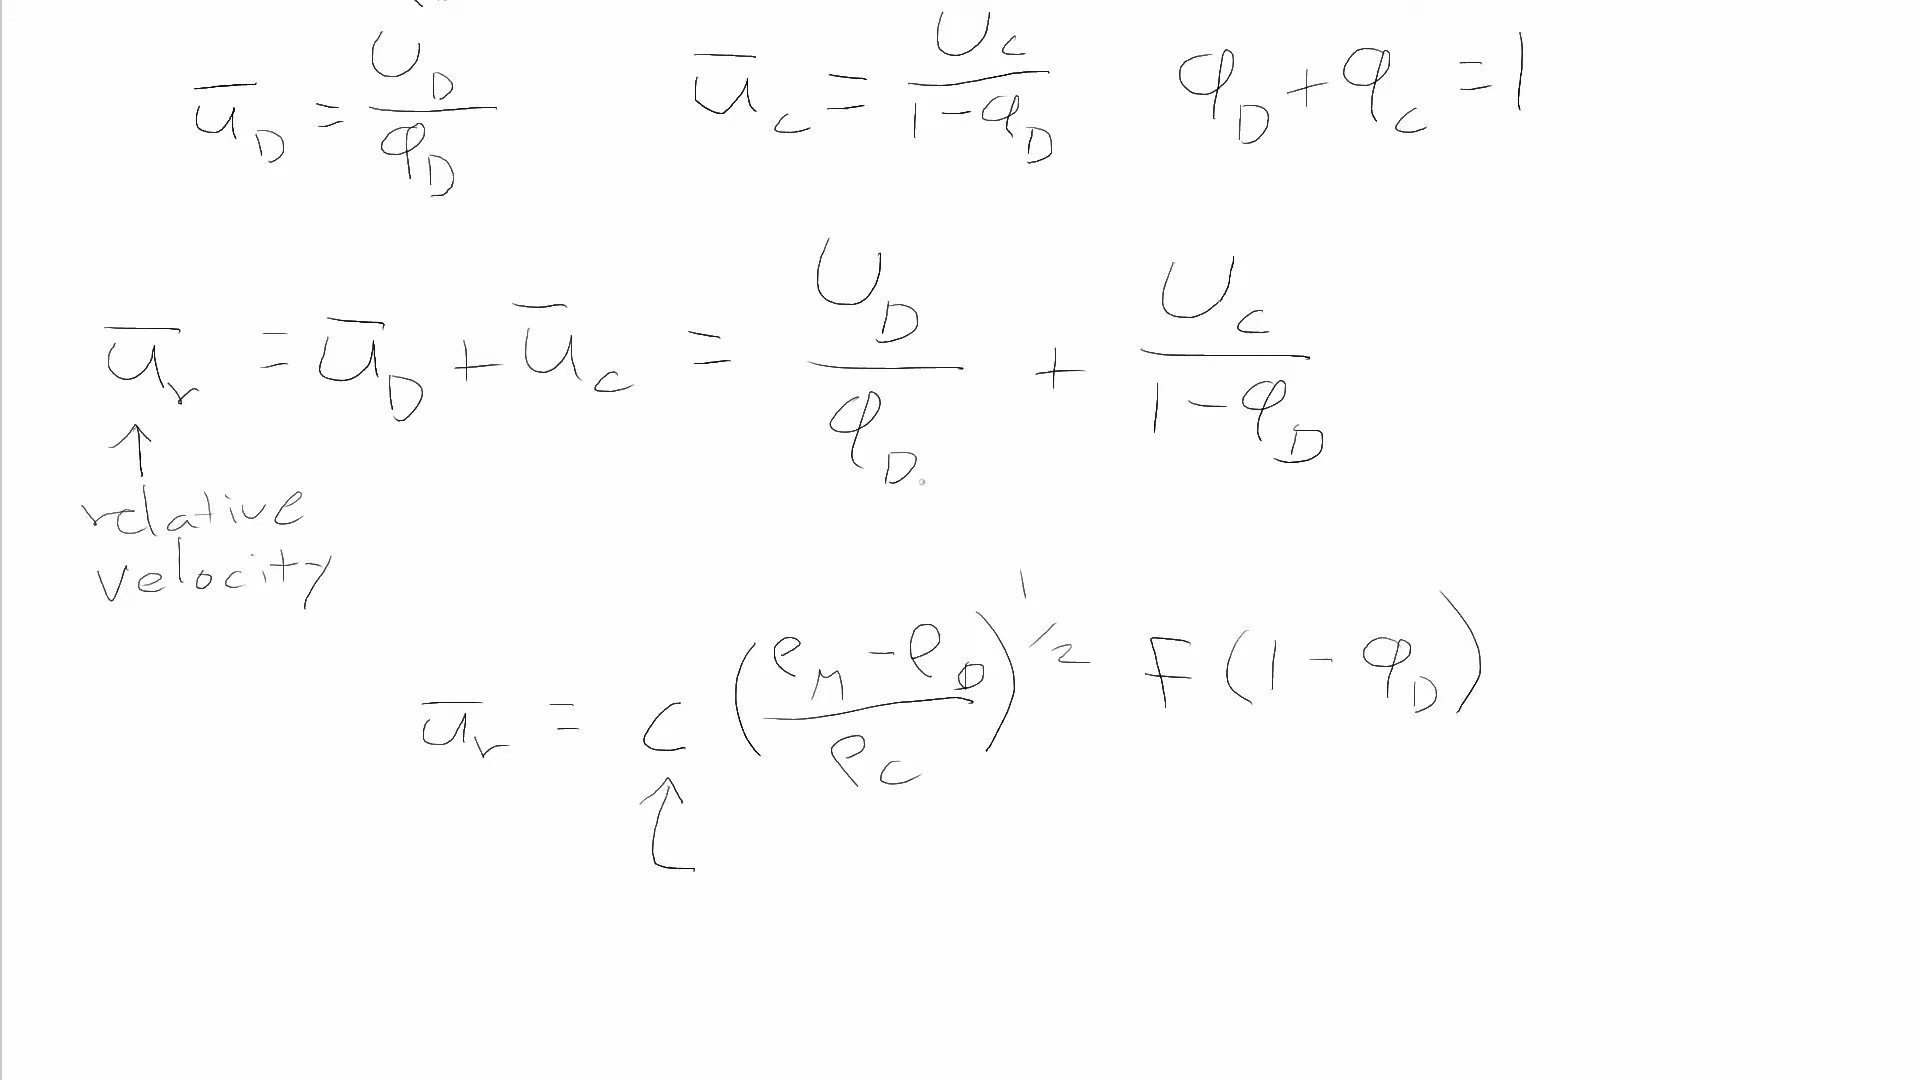 ū_D = U_D / φ_D   ū_c = U_c / (1-φ_D)   φ_D + φ_c = 1
ū_r = ū_D + ū_c = U_D / φ_D + U_c / (1-φ_D)
↑
relative
velocity
ū_r = c ((ρ_M - ρ_D) / ρ_c)^1/2 F(1-φ_D)